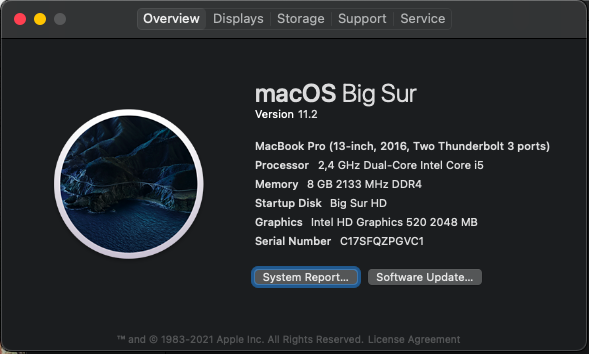 Overview Displays Storage Support Service
macOS Big Sur
Version 11.2
MacBook Pro (13-inch, 2016, Two Thunderbolt 3 ports)
Processor 2,4 GHz Dual-Core Intel Core i5
Memory 8 GB 2133 MHz DDR4
Startup Disk Big Sur HD
Graphics Intel HD Graphics 520 2048 MB
Serial Number C17SFQZPGVC1
System Report... Software Update...
™ and © 1983-2021 Apple Inc. All Rights Reserved. License Agreement